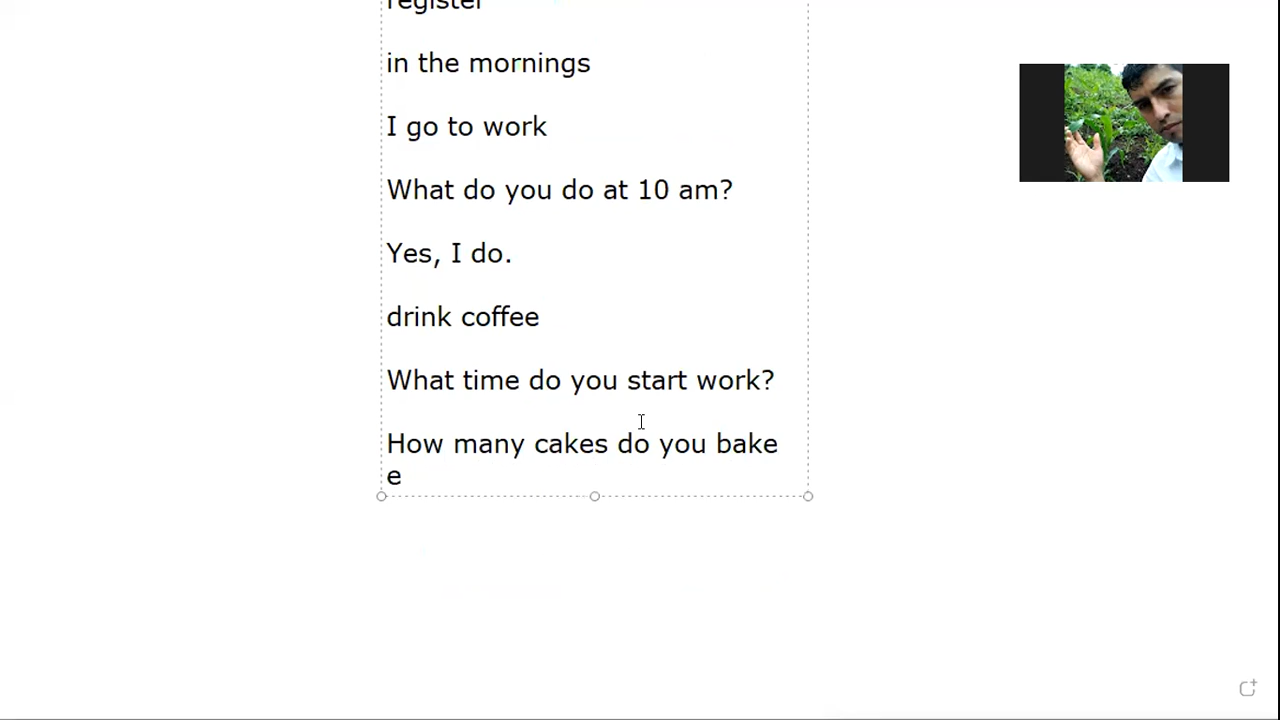 register
in the mornings
I go to work
What do you do at 10 am?
Yes, I do.
drink coffee
What time do you start work?
How many cakes do you bake
e